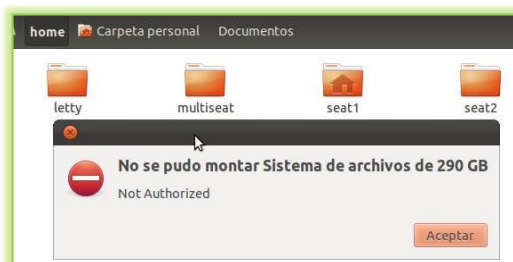 home Carpeta personal Documentos
letty multiseat seat1 seat2
No se pudo montar Sistema de archivos de 290 GB
Not Authorized
Aceptar